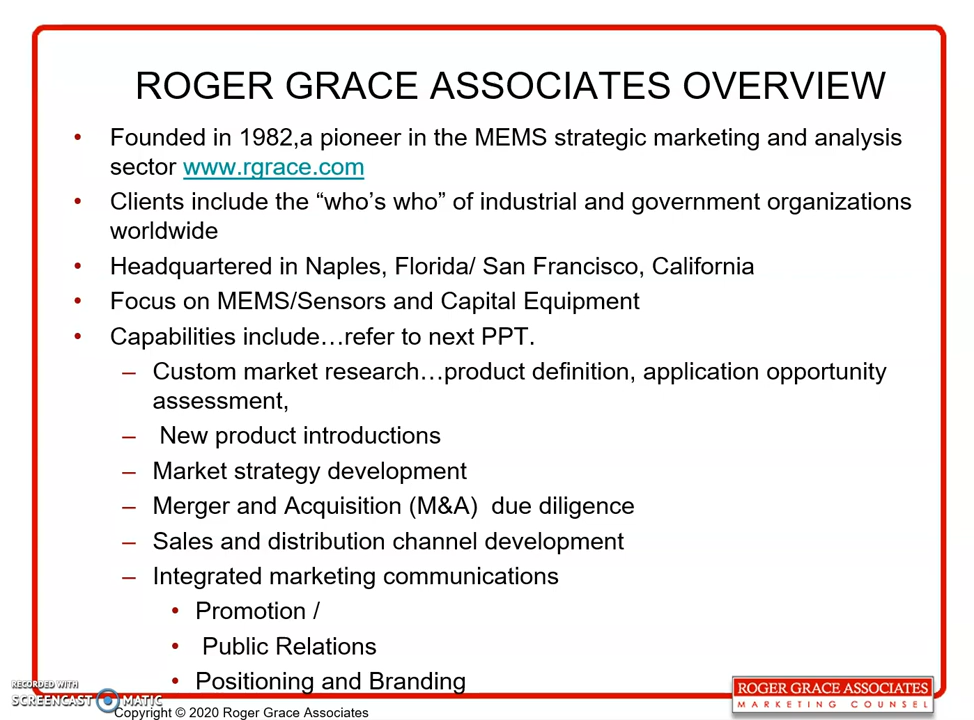 ROGER GRACE ASSOCIATES OVERVIEW
• Founded in 1982,a pioneer in the MEMS strategic marketing and analysis
sector www.rgrace.com
• Clients include the “who’s who” of industrial and government organizations
worldwide
• Headquartered in Naples, Florida/ San Francisco, California
• Focus on MEMS/Sensors and Capital Equipment
• Capabilities include…refer to next PPT.
– Custom market research…product definition, application opportunity
assessment,
– New product introductions
– Market strategy development
– Merger and Acquisition (M&A)  due diligence
– Sales and distribution channel development
– Integrated marketing communications
• Promotion /
• Public Relations
• Positioning and Branding
RECORDED WITH
SCREENCAST MATIC
Copyright © 2020 Roger Grace Associates
ROGER GRACE ASSOCIATES
MARKETING COUNSEL